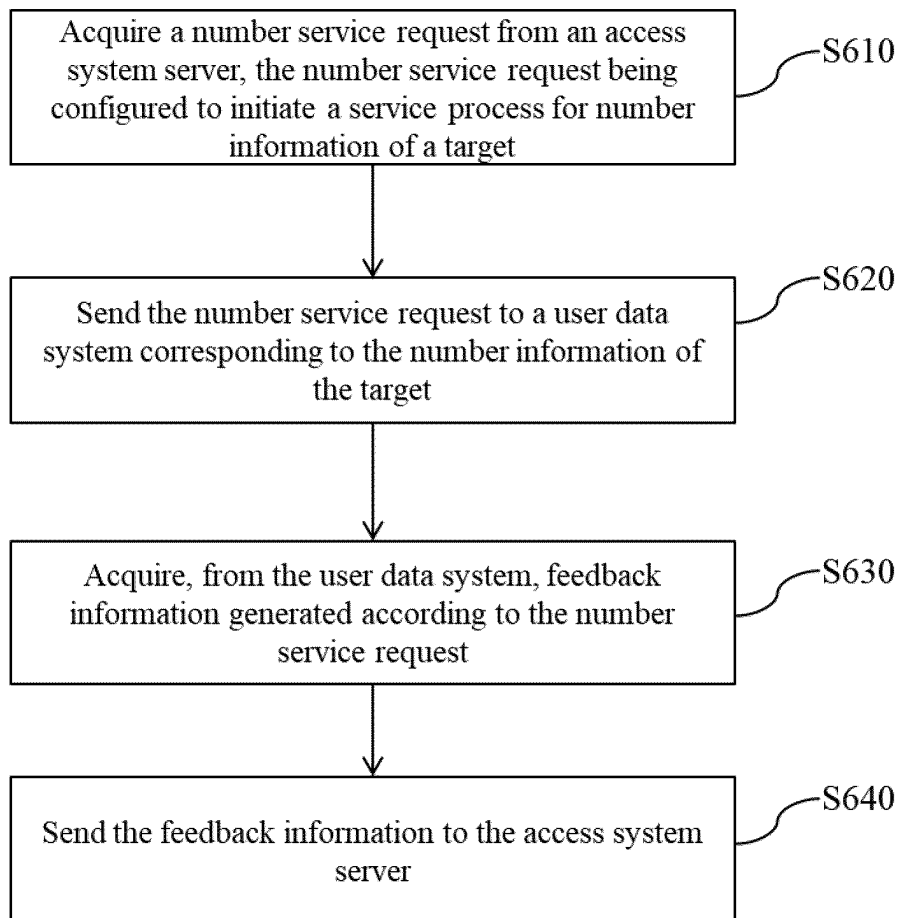 Acquire a number service request from an access
system server, the number service request being
configured to initiate a service process for number
information of a target
S610
Send the number service request to a user data
system corresponding to the number information of
the target
S620
Acquire, from the user data system, feedback
information generated according to the number
service request
S630
Send the feedback information to the access system
server
S640